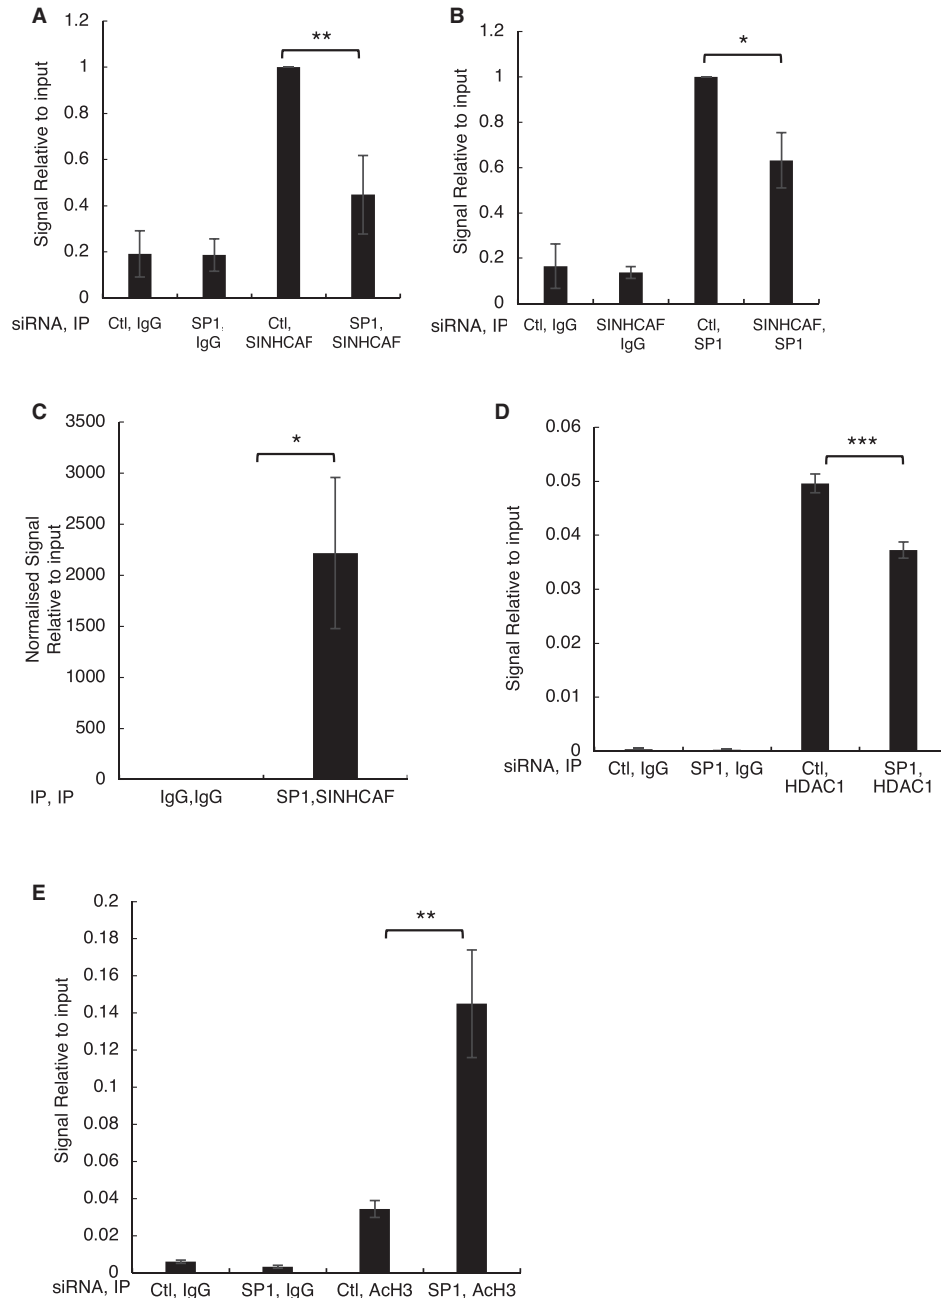 A
1.2
1
0.8
0.6
0.4
0.2
0
Signal Relative to input
**
siRNA, IP
Ctl, IgG
SP1,
IgG
Ctl,
SINHCAF
SP1,
SINHCAF
B
1.2
1
0.8
0.6
0.4
0.2
0
Signal Relative to input
*
siRNA, IP
Ctl, IgG
SINHCAF
IgG
Ctl,
SP1
SINHCAF,
SP1
C
3500
3000
2500
2000
1500
1000
500
0
Normalised Signal
Relative to input
*
IP, IP
IgG,IgG
SP1,SINHCAF
D
0.06
0.05
0.04
0.03
0.02
0.01
0
Signal Relative to input
***
siRNA, IP
Ctl, IgG
SP1, IgG
Ctl,
HDAC1
SP1,
HDAC1
E
0.2
0.18
0.16
0.14
0.12
0.1
0.08
0.06
0.04
0.02
0
Signal Relative to input
**
siRNA, IP
Ctl, IgG
SP1, IgG
Ctl, AcH3
SP1, AcH3